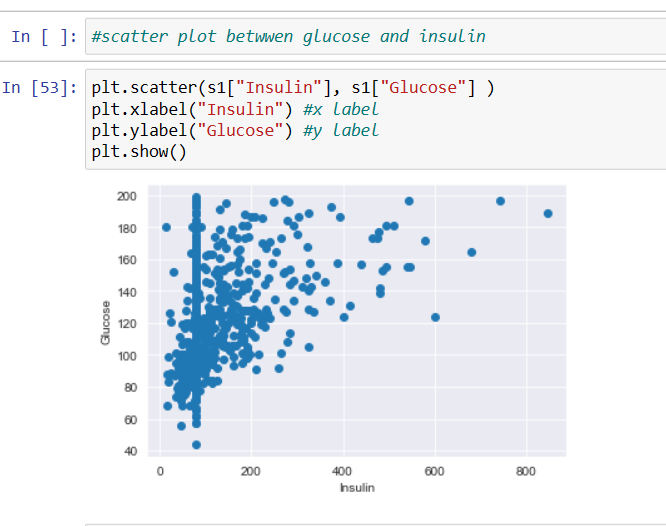 In [ ]: #scatter plot betwwen glucose and insulin
In [53]: plt.scatter(s1["Insulin"], s1["Glucose"] )
plt.xlabel("Insulin") #x label
plt.ylabel("Glucose") #y label
plt.show()
200
180
160
140
120
100
80
60
40
Glucose
0 200 400 600 800
Insulin